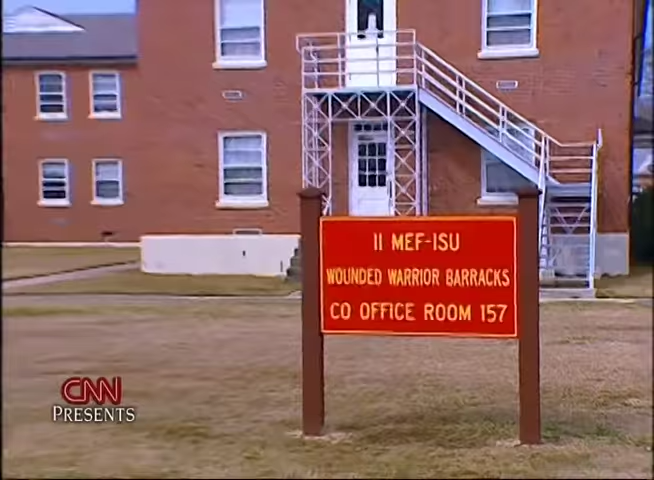 II MEF-ISU
WOUNDED WARRIOR BARRACKS
CO OFFICE ROOM 157
CNN
PRESENTS